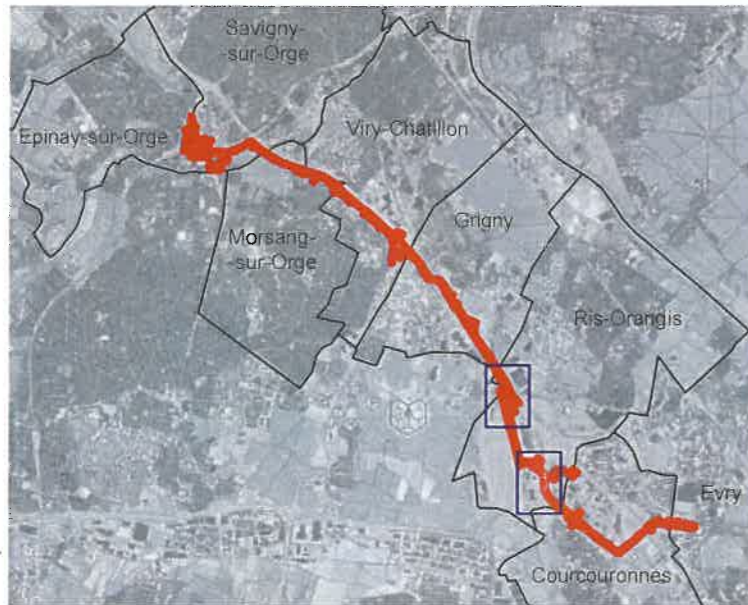 Savigny-
-sur-Orge
Epinay-sur-Orge
Viry-Chatillon
Grigny
Morsang-
-sur-Orge
Ris-Orangis
Evry
Courcouronnes